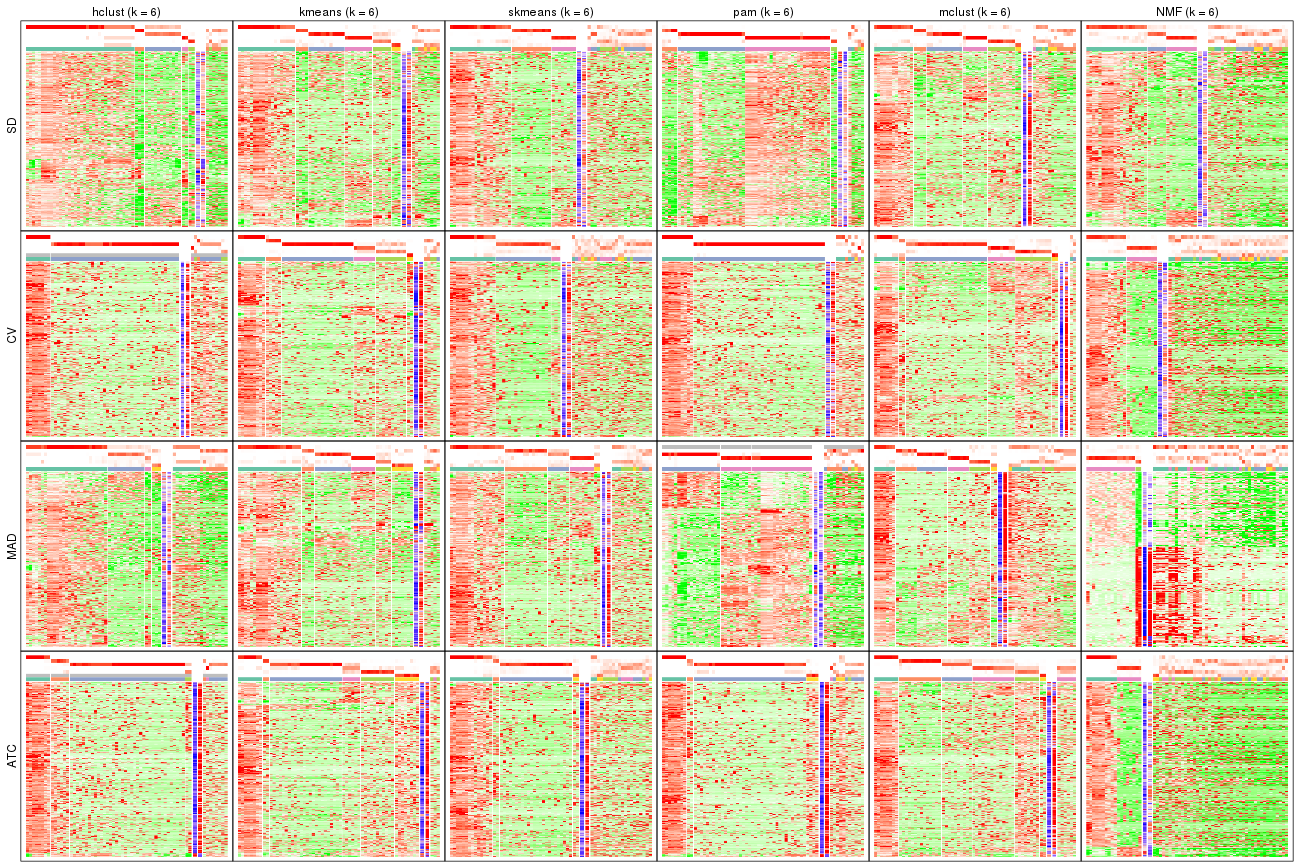 hclust (k = 6) kmeans (k = 6) skmeans (k = 6) pam (k = 6) mclust (k = 6) NMF (k = 6)
SD
CV
MAD
ATC